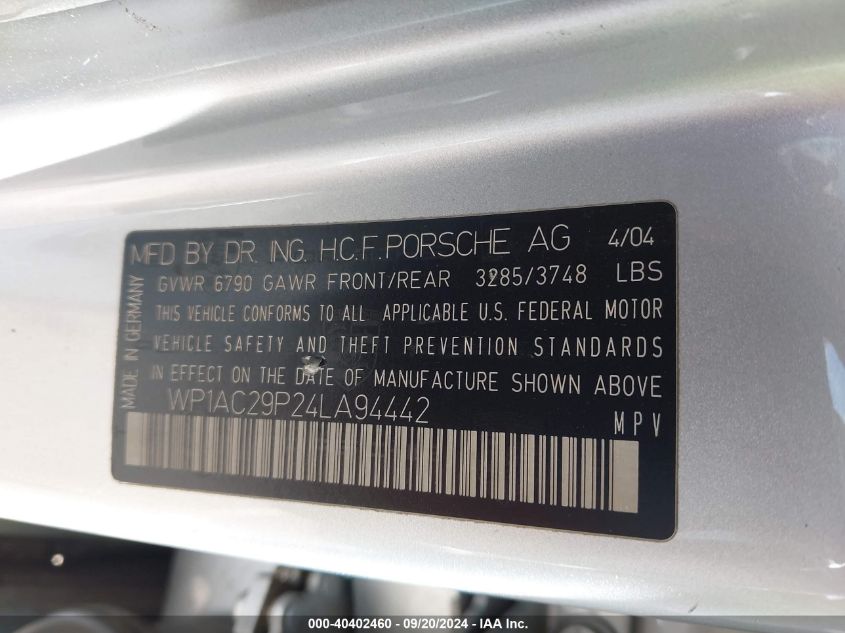 MFD BY DR. ING. H.C.F. PORSCHE AG 4/04
GVWR 6790 GAWR FRONT/REAR 3285/3748 LBS
THIS VEHICLE CONFORMS TO ALL APPLICABLE U.S. FEDERAL MOTOR
VEHICLE SAFETY AND THEFT PREVENTION STANDARDS
IN EFFECT ON THE DATE OF MANUFACTURE SHOWN ABOVE
WP1AC29P24LA94442
MPV
MADE IN GERMANY
000-40402460 - 09/20/2024 - IAA Inc.